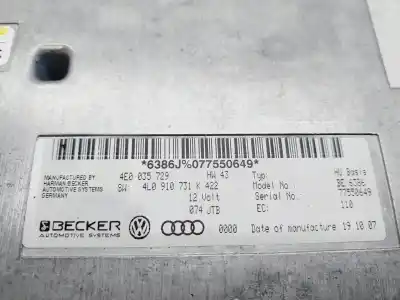 *6386J%077550649*
MANUFACTURED BY
HARMAN BECKER
AUTOMOTIVE SYSTEMS
GERMANY
4E0 035 729 HW 43
SW: 4L0 910 731 K 422
12 Volt
074 JTB
Typ: MU Basis
Model No BE 6386
Serial No. 77550649
EC: 110
BECKER
AUTOMOTIVE SYSTEMS
0000 Date of manufacture 19 10 07